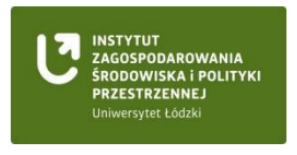 INSTYTUT
ZAGOSPODAROWANIA
ŚRODOWISKA i POLITYKI
PRZESTRZENNEJ
Uniwersytet Łódzki